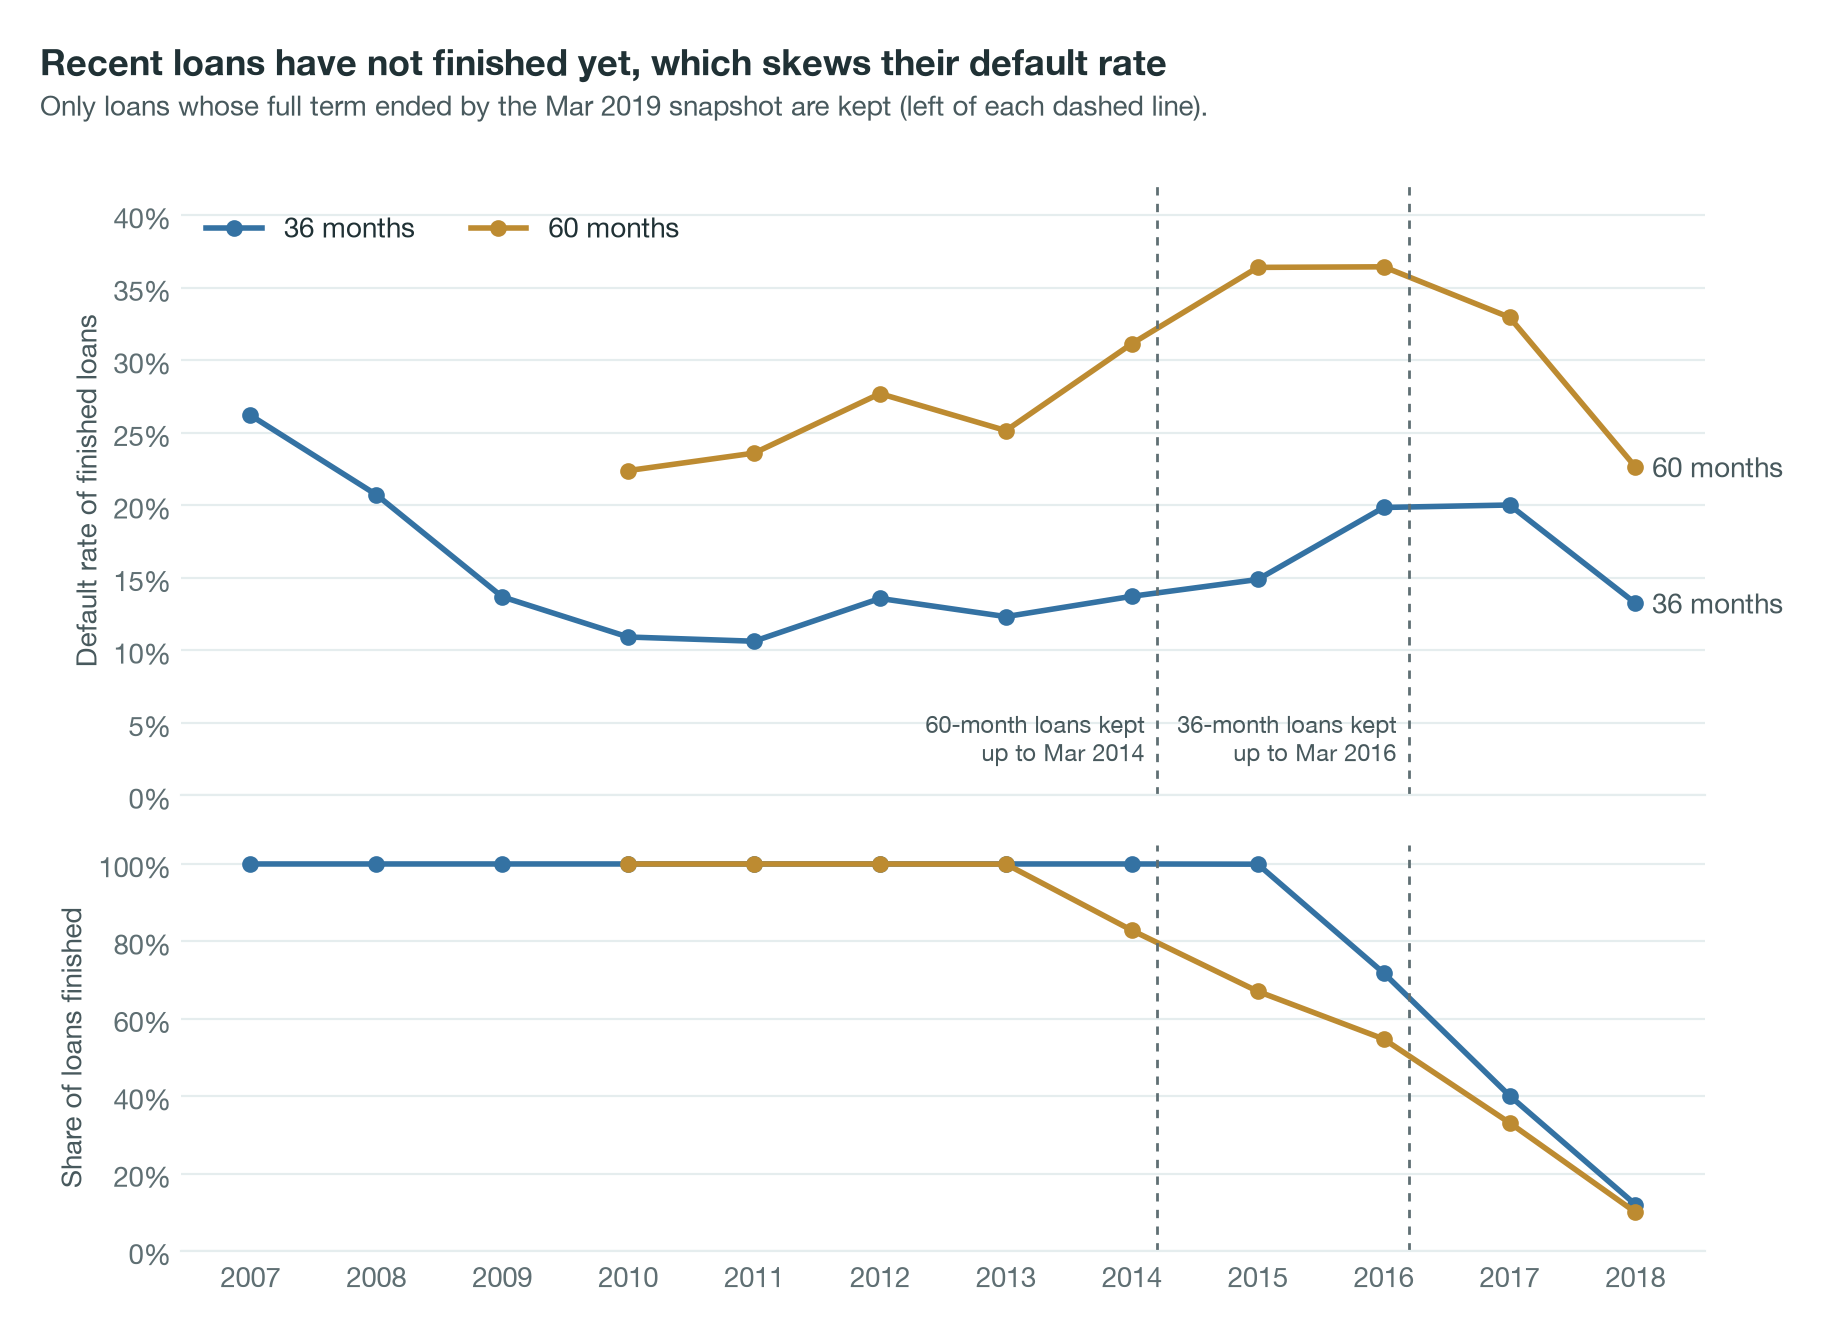 Recent loans have not finished yet, which skews their default rate
Only loans whose full term ended by the Mar 2019 snapshot are kept (left of each dashed line).
36 months
60 months
Default rate of finished loans
40%
35%
30%
25%
20%
15%
10%
5%
0%
60 months
36 months
60-month loans kept
up to Mar 2014
36-month loans kept
up to Mar 2016
Share of loans finished
100%
80%
60%
40%
20%
0%
2007 2008 2009 2010 2011 2012 2013 2014 2015 2016 2017 2018